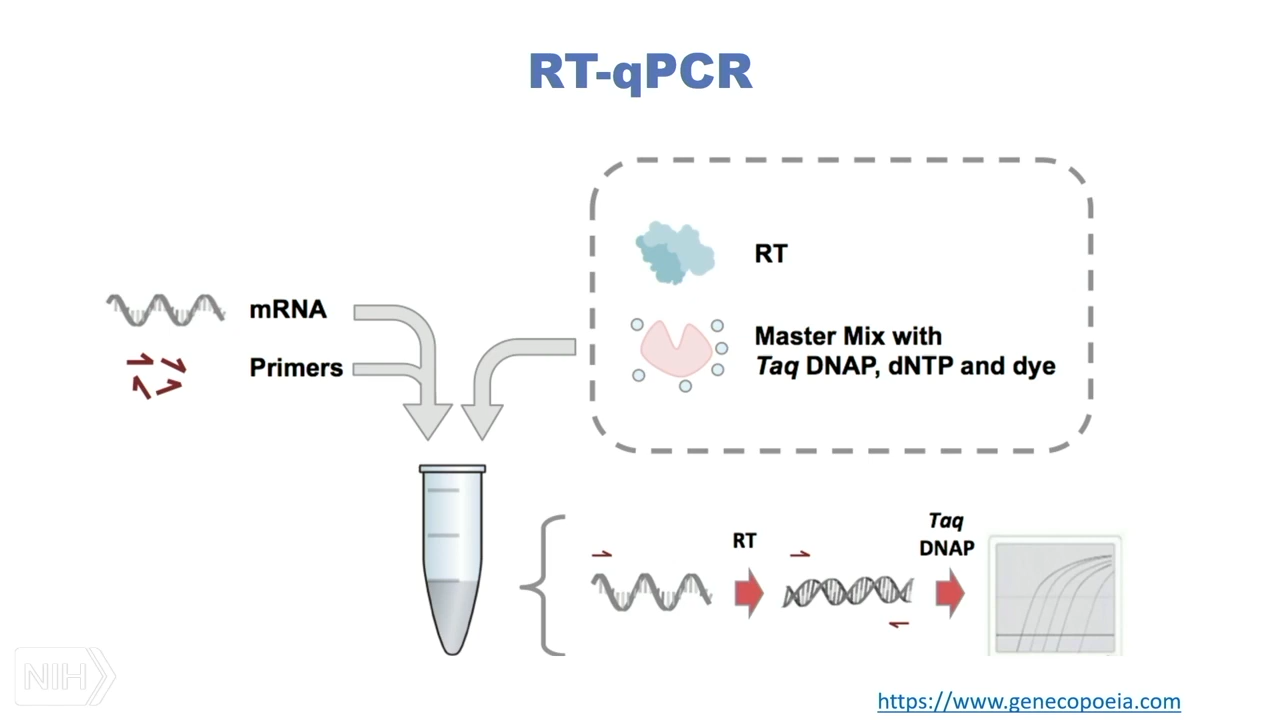 RT-qPCR
mRNA
Primers
RT
Master Mix with
Taq DNAP, dNTP and dye
RT
Taq
DNAP
NIH
https://www.genecopoeia.com